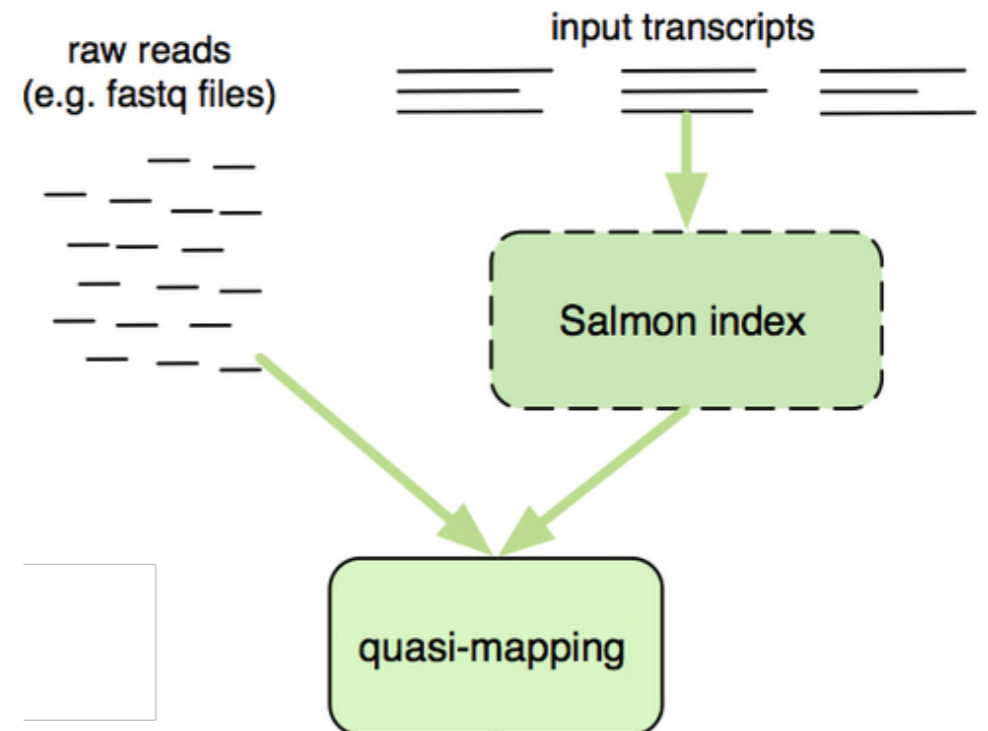 raw reads
(e.g. fastq files)
input transcripts
Salmon index
quasi-mapping